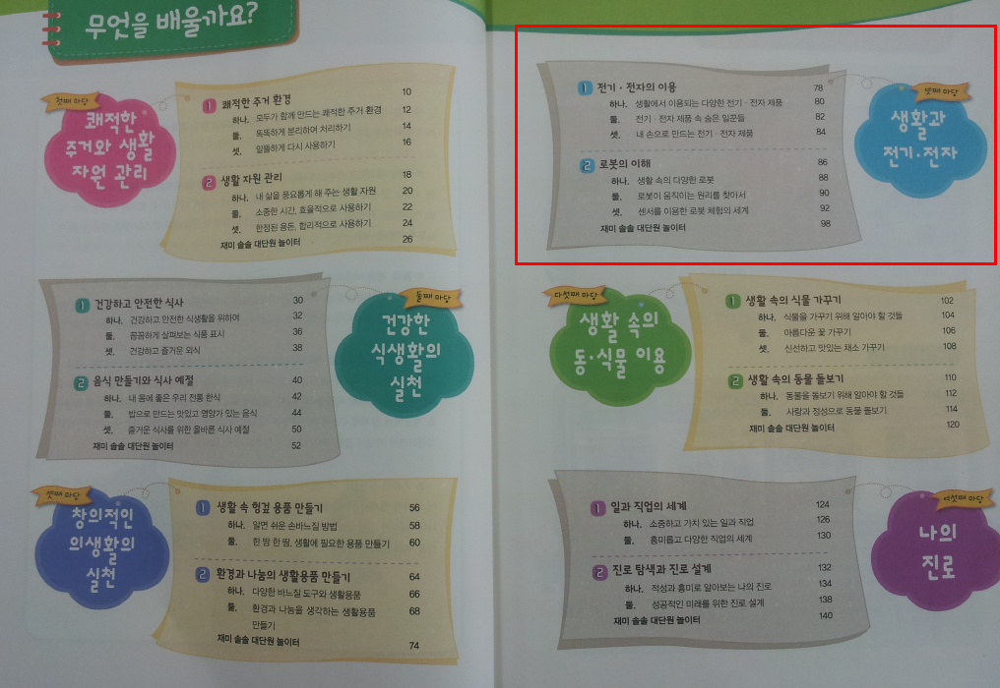 무엇을 배울까요?
첫째 마당
쾌적한
주거와 생활
자원 관리
1 쾌적한 주거 환경 10
하나. 모두가 함께 만드는 쾌적한 주거 환경 12
둘. 똑똑하게 분리하여 처리하기 14
셋. 알뜰하게 다시 사용하기 16
2 생활 자원 관리 18
하나. 내 삶을 풍요롭게 해 주는 생활 자원 20
둘. 소중한 시간, 효율적으로 사용하기 22
셋. 한정된 용돈, 합리적으로 사용하기 24
재미 솔솔 대단원 놀이터 26
둘째 마당
건강한
식생활의
실천
1 건강하고 안전한 식사 30
하나. 건강하고 안전한 식생활을 위하여 32
둘. 꼼꼼하게 살펴보는 식품 표시 36
셋. 건강하고 즐거운 외식 38
2 음식 만들기와 식사 예절 40
하나. 내 몸에 좋은 우리 전통 한식 42
둘. 밥으로 만드는 맛있고 영양가 있는 음식 44
셋. 즐거운 식사를 위한 올바른 식사 예절 50
재미 솔솔 대단원 놀이터 52
셋째 마당
창의적인
의생활의
실천
1 생활 속 헝겊 용품 만들기 56
하나. 알면 쉬운 손바느질 방법 58
둘. 한 땀 한 땀, 생활에 필요한 용품 만들기 60
2 환경과 나눔의 생활용품 만들기 64
하나. 다양한 바느질 도구와 생활용품 66
둘. 환경과 나눔을 생각하는 생활용품 68
만들기
재미 솔솔 대단원 놀이터 74
넷째 마당
생활과
전기·전자
1 전기·전자의 이용 78
하나. 생활에서 이용되는 다양한 전기·전자 제품 80
둘. 전기·전자 제품 속 숨은 일꾼들 82
셋. 내 손으로 만드는 전기·전자 제품 84
2 로봇의 이해 86
하나. 생활 속의 다양한 로봇 88
둘. 로봇이 움직이는 원리를 찾아서 90
셋. 센서를 이용한 로봇 체험의 세계 92
재미 솔솔 대단원 놀이터 98
다섯째 마당
생활 속의
동·식물 이용
1 생활 속의 식물 가꾸기 102
하나. 식물을 가꾸기 위해 알아야 할 것들 104
둘. 아름다운 꽃 가꾸기 106
셋. 신선하고 맛있는 채소 가꾸기 108
2 생활 속의 동물 돌보기 110
하나. 동물을 돌보기 위해 알아야 할 것들 112
둘. 사랑과 정성으로 동물 돌보기 114
재미 솔솔 대단원 놀이터 120
여섯째 마당
나의
진로
1 일과 직업의 세계 124
하나. 소중하고 가치 있는 일과 직업 126
둘. 흥미롭고 다양한 직업의 세계 130
2 진로 탐색과 진로 설계 132
하나. 적성과 흥미로 알아보는 나의 진로 134
둘. 성공적인 미래를 위한 진로 설계 138
재미 솔솔 대단원 놀이터 140